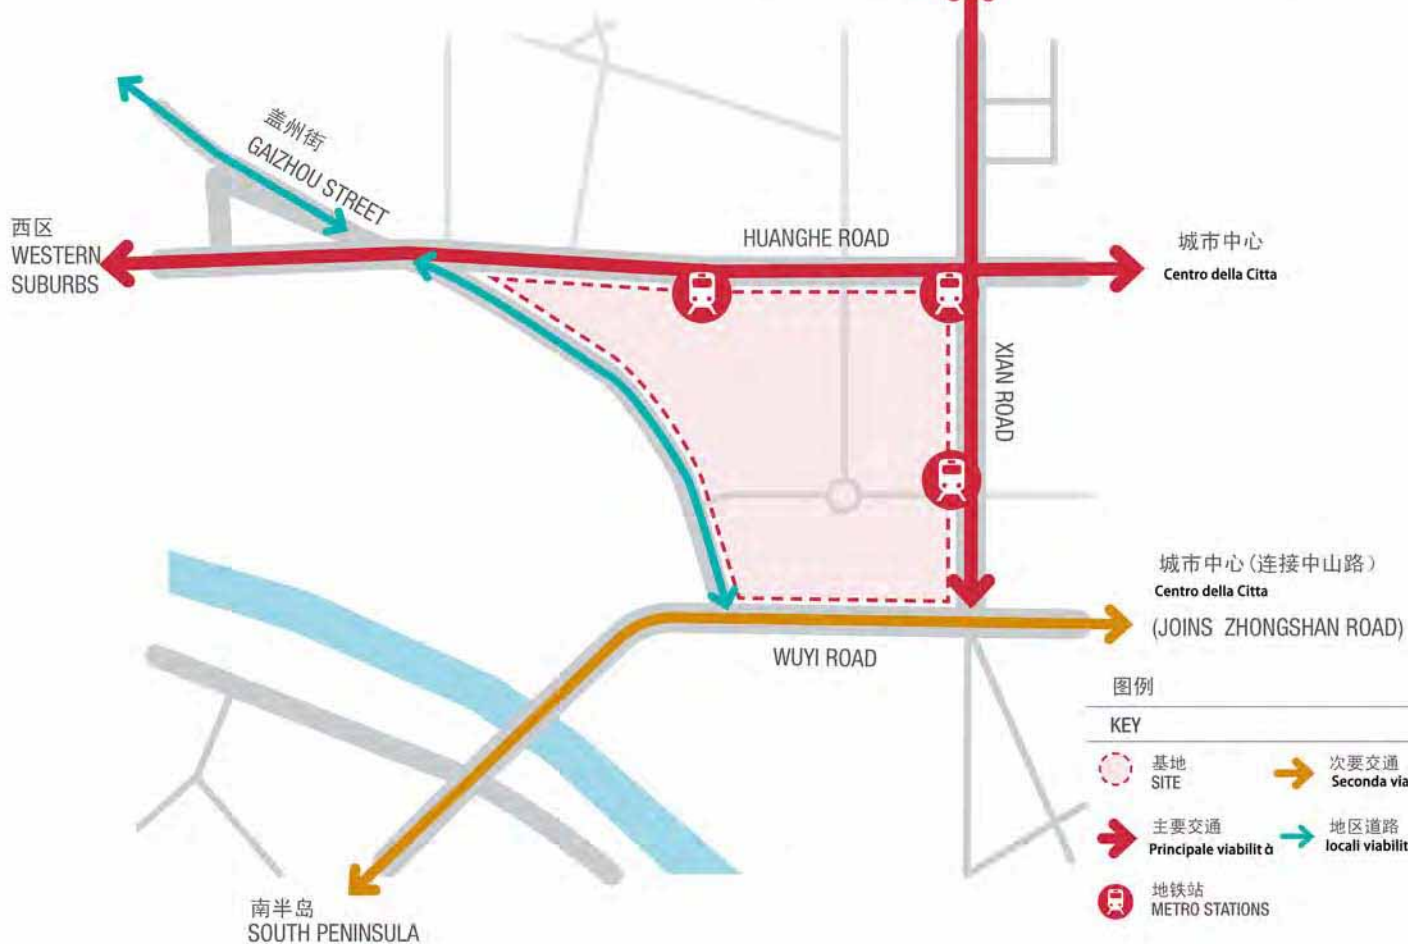 盖州街
GAIZHOU STREET
西区
WESTERN
SUBURBS
HUANGHE ROAD
城市中心
Centro della Citta
XIAN ROAD
城市中心(连接中山路）
Centro della Citta
(JOINS ZHONGSHAN ROAD)
WUYI ROAD
图例
KEY
基地
SITE
次要交通
Seconda via
主要交通
Principale viabilit à
地区道路
locali viabilit
地铁站
METRO STATIONS
南半岛
SOUTH PENINSULA